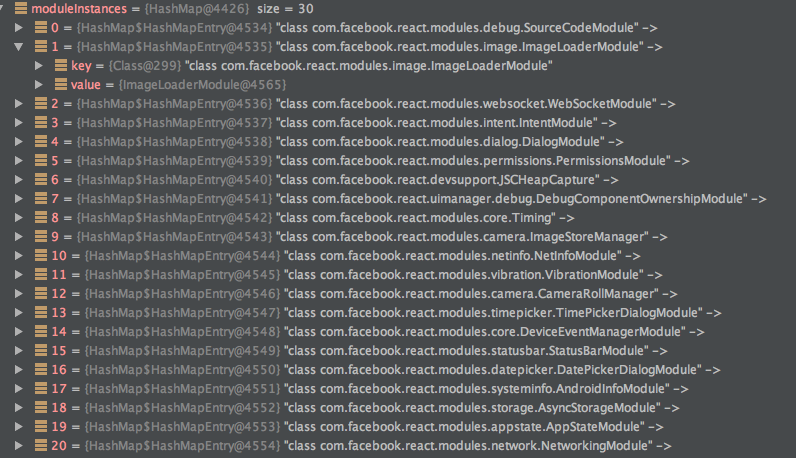 moduleInstances = {HashMap@4426} size = 30
0 = {HashMap$HashMapEntry@4534} "class com.facebook.react.modules.debug.SourceCodeModule" ->
1 = {HashMap$HashMapEntry@4535} "class com.facebook.react.modules.image.ImageLoaderModule" ->
key = {Class@299} "class com.facebook.react.modules.image.ImageLoaderModule"
value = {ImageLoaderModule@4565}
2 = {HashMap$HashMapEntry@4536} "class com.facebook.react.modules.websocket.WebSocketModule" ->
3 = {HashMap$HashMapEntry@4537} "class com.facebook.react.modules.intent.IntentModule" ->
4 = {HashMap$HashMapEntry@4538} "class com.facebook.react.modules.dialog.DialogModule" ->
5 = {HashMap$HashMapEntry@4539} "class com.facebook.react.modules.permissions.PermissionsModule" ->
6 = {HashMap$HashMapEntry@4540} "class com.facebook.react.devsupport.JSCHeapCapture" ->
7 = {HashMap$HashMapEntry@4541} "class com.facebook.react.uimanager.debug.DebugComponentOwnershipModule" ->
8 = {HashMap$HashMapEntry@4542} "class com.facebook.react.modules.core.Timing" ->
9 = {HashMap$HashMapEntry@4543} "class com.facebook.react.modules.camera.ImageStoreManager" ->
10 = {HashMap$HashMapEntry@4544} "class com.facebook.react.modules.netinfo.NetInfoModule" ->
11 = {HashMap$HashMapEntry@4545} "class com.facebook.react.modules.vibration.VibrationModule" ->
12 = {HashMap$HashMapEntry@4546} "class com.facebook.react.modules.camera.CameraRollManager" ->
13 = {HashMap$HashMapEntry@4547} "class com.facebook.react.modules.timepicker.TimePickerDialogModule" ->
14 = {HashMap$HashMapEntry@4548} "class com.facebook.react.modules.core.DeviceEventManagerModule" ->
15 = {HashMap$HashMapEntry@4549} "class com.facebook.react.modules.statusbar.StatusBarModule" ->
16 = {HashMap$HashMapEntry@4550} "class com.facebook.react.modules.datepicker.DatePickerDialogModule" ->
17 = {HashMap$HashMapEntry@4551} "class com.facebook.react.modules.systeminfo.AndroidInfoModule" ->
18 = {HashMap$HashMapEntry@4552} "class com.facebook.react.modules.storage.AsyncStorageModule" ->
19 = {HashMap$HashMapEntry@4553} "class com.facebook.react.modules.appstate.AppStateModule" ->
20 = {HashMap$HashMapEntry@4554} "class com.facebook.react.modules.network.NetworkingModule" ->